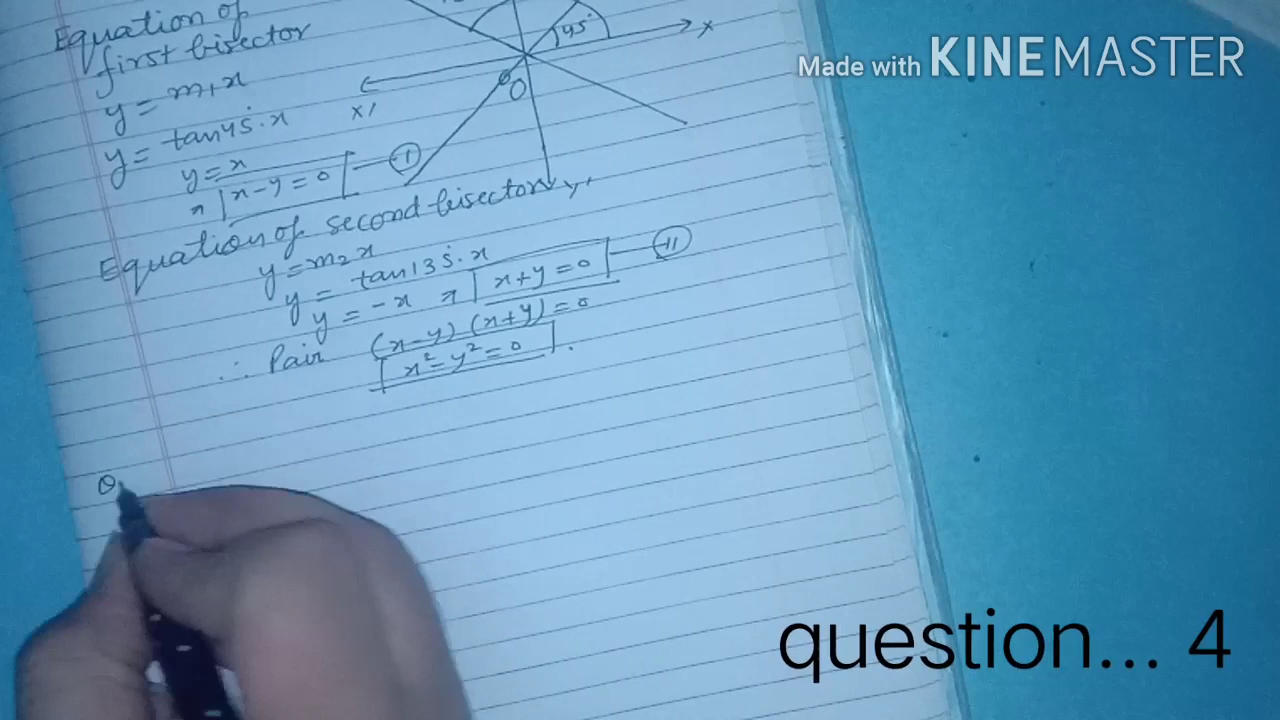 Equation of
first bisector
y = m₁x
y = tan45°.x
y = x
x-y=0 — I
45°
X
X'
O
Y'
Equation of second bisector
y = m₂x
y = tan135°.x
y = -x ⇒ x+y=0 — II
∴ Pair (x-y)(x+y)=0
x²-y²=0.
Q
Made with KINEMASTER
question... 4